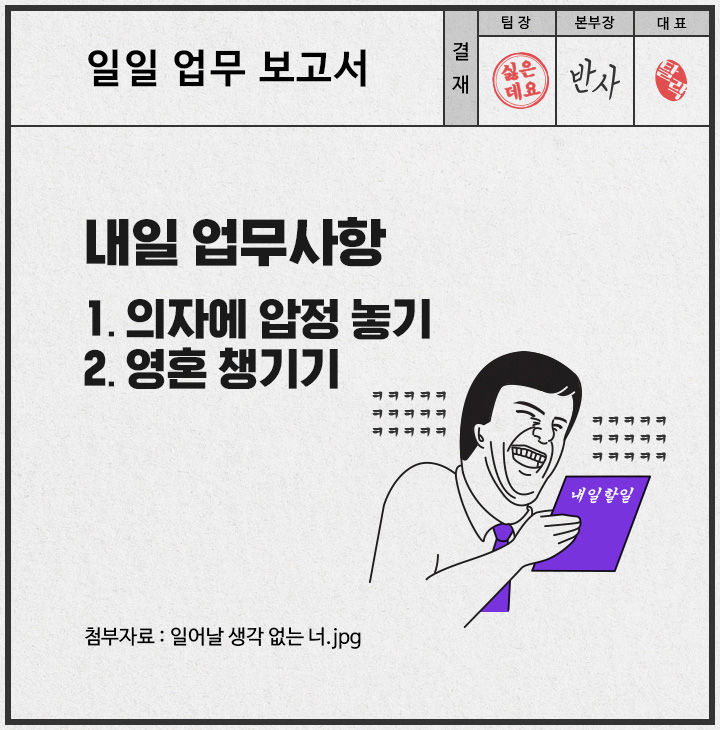 일일 업무 보고서
결재
팀 장
본부장
대 표
싫은
데요
반사
팔락
내일 업무사항
1. 의자에 압정 놓기
2. 영혼 챙기기
ㅋㅋㅋㅋㅋ
ㅋㅋㅋㅋㅋ
ㅋㅋㅋㅋㅋ
ㅋㅋㅋㅋㅋ
ㅋㅋㅋㅋㅋ
ㅋㅋㅋㅋㅋ
내일할일
첨부자료 : 일어날 생각 없는 너.jpg